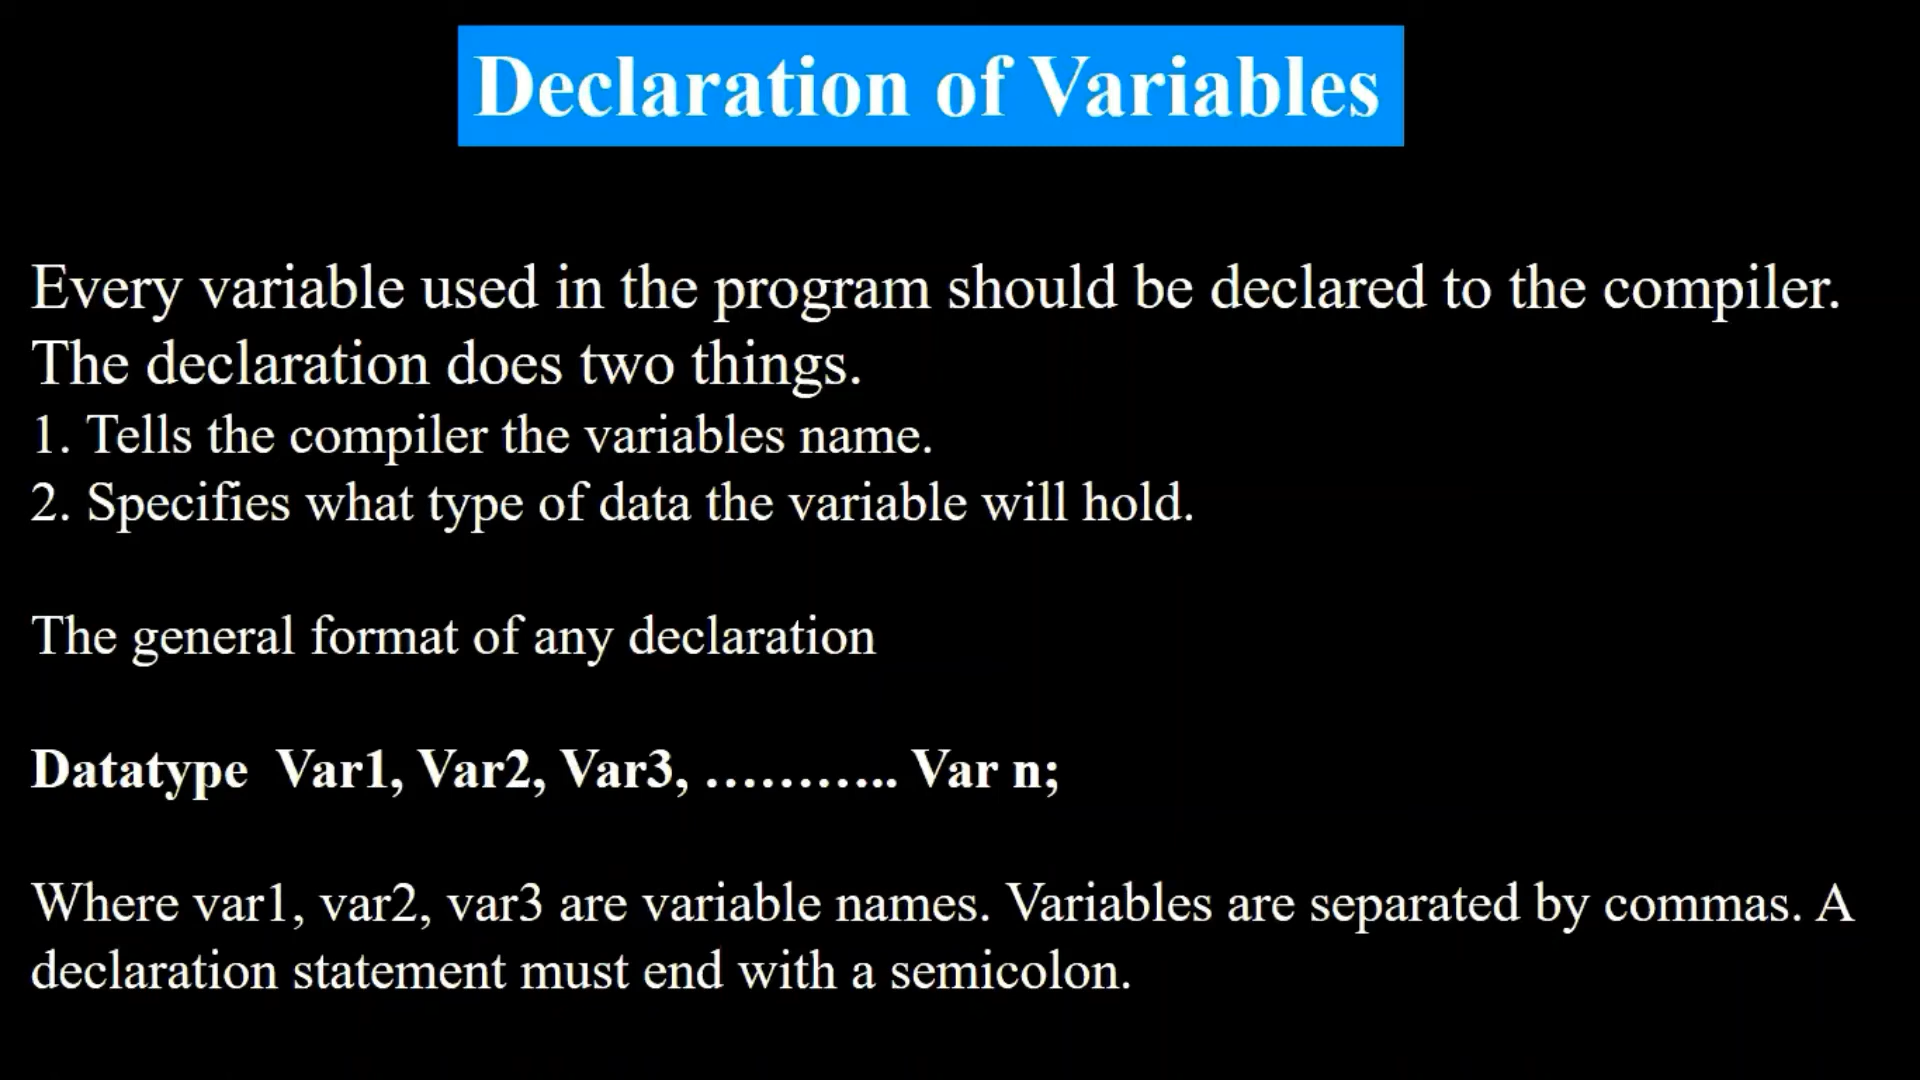 Declaration of Variables
Every variable used in the program should be declared to the compiler.
The declaration does two things.
1. Tells the compiler the variables name.
2. Specifies what type of data the variable will hold.
The general format of any declaration
Datatype  Var1, Var2, Var3, ……….. Var n;
Where var1, var2, var3 are variable names. Variables are separated by commas. A
declaration statement must end with a semicolon.